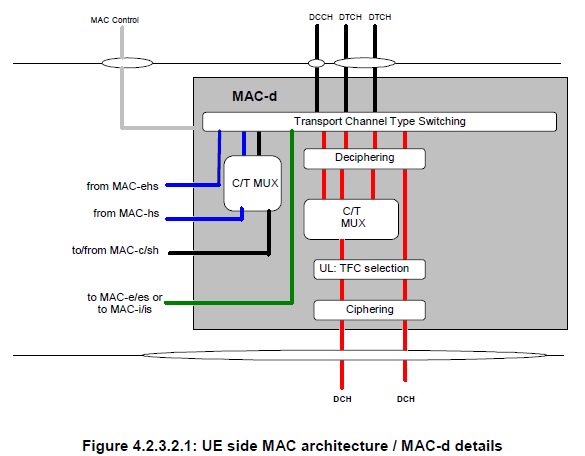 MAC Control
DCCH DTCH DTCH
MAC-d
Transport Channel Type Switching
Deciphering
from MAC-ehs
C/T MUX
from MAC-hs
C/T
MUX
to/from MAC-c/sh
UL: TFC selection
to MAC-e/es or
to MAC-i/is
Ciphering
DCH DCH
Figure 4.2.3.2.1: UE side MAC architecture / MAC-d details